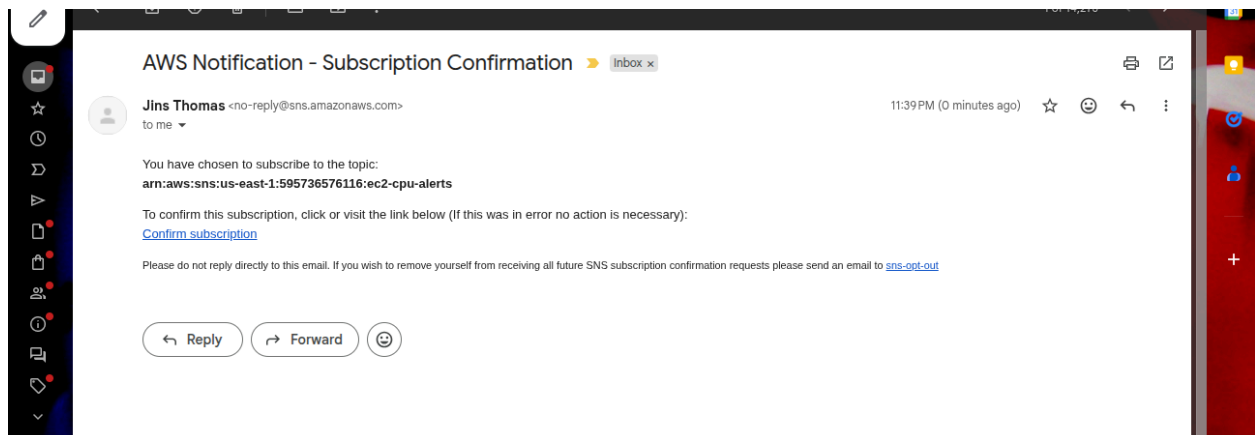 AWS Notification - Subscription Confirmation Inbox x
Jins Thomas <no-reply@sns.amazonaws.com> 11:39 PM (0 minutes ago)
to me
You have chosen to subscribe to the topic:
arn:aws:sns:us-east-1:595736576116:ec2-cpu-alerts
To confirm this subscription, click or visit the link below (If this was in error no action is necessary):
Confirm subscription
Please do not reply directly to this email. If you wish to remove yourself from receiving all future SNS subscription confirmation requests please send an email to sns-opt-out
Reply Forward